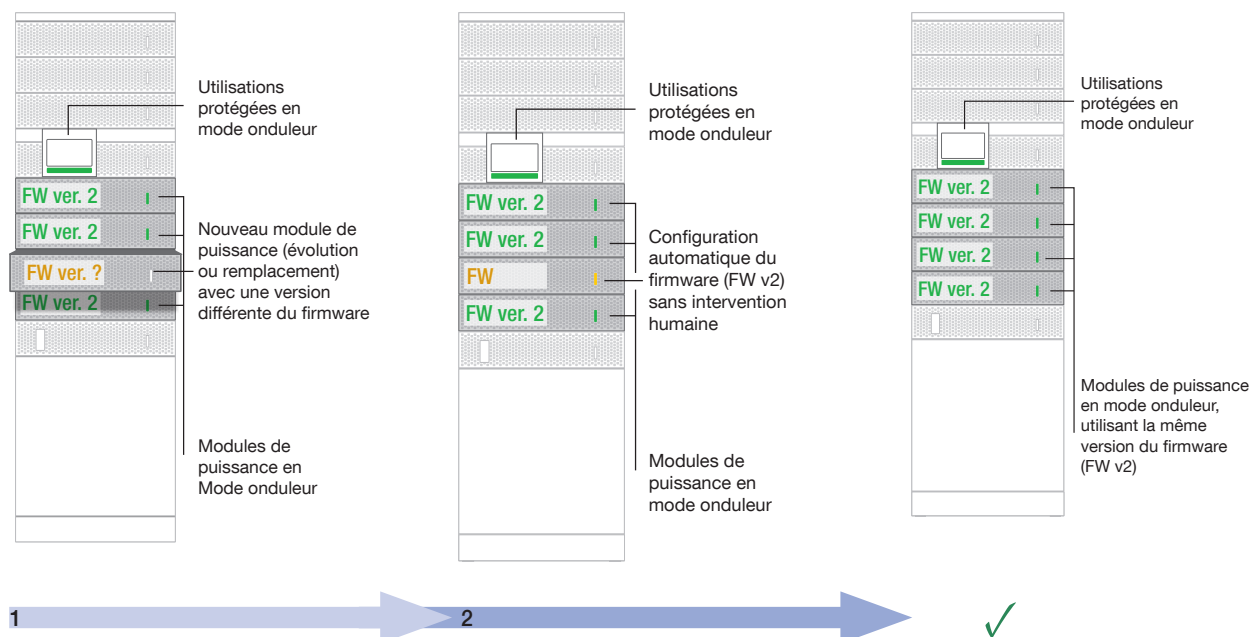 Utilisations
protégées en
mode onduleur
FW ver. 2
FW ver. 2
FW ver. ?
FW ver. 2
Nouveau module de
puissance (évolution
ou remplacement)
avec une version
différente du firmware
Modules de
puissance en
Mode onduleur
Utilisations
protégées en
mode onduleur
FW ver. 2
FW ver. 2
FW
FW ver. 2
Configuration
automatique du
firmware (FW v2)
sans intervention
humaine
Modules de
puissance en
mode onduleur
Utilisations
protégées en
mode onduleur
FW ver. 2
FW ver. 2
FW ver. 2
FW ver. 2
Modules de puissance
en mode onduleur,
utilisant la même
version du firmware
(FW v2)
1
2